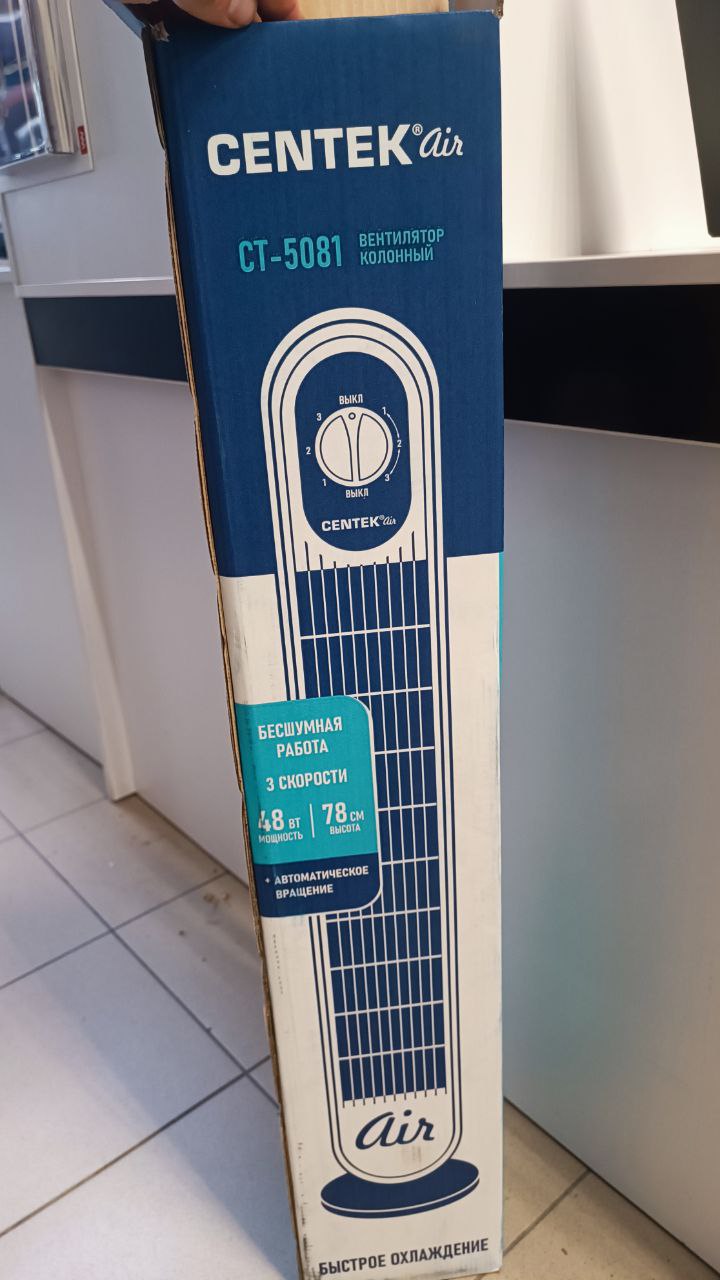 CENTEK® air
CT-5081 ВЕНТИЛЯТОР
КОЛОННЫЙ
ВЫКЛ
3 1
2 2
1 3
ВЫКЛ
CENTEK® air
БЕСШУМНАЯ
РАБОТА
3 СКОРОСТИ
48 ВТ 78 СМ
МОЩНОСТЬ ВЫСОТА
+ АВТОМАТИЧЕСКОЕ
ВРАЩЕНИЕ
air
БЫСТРОЕ ОХЛАЖДЕНИЕ